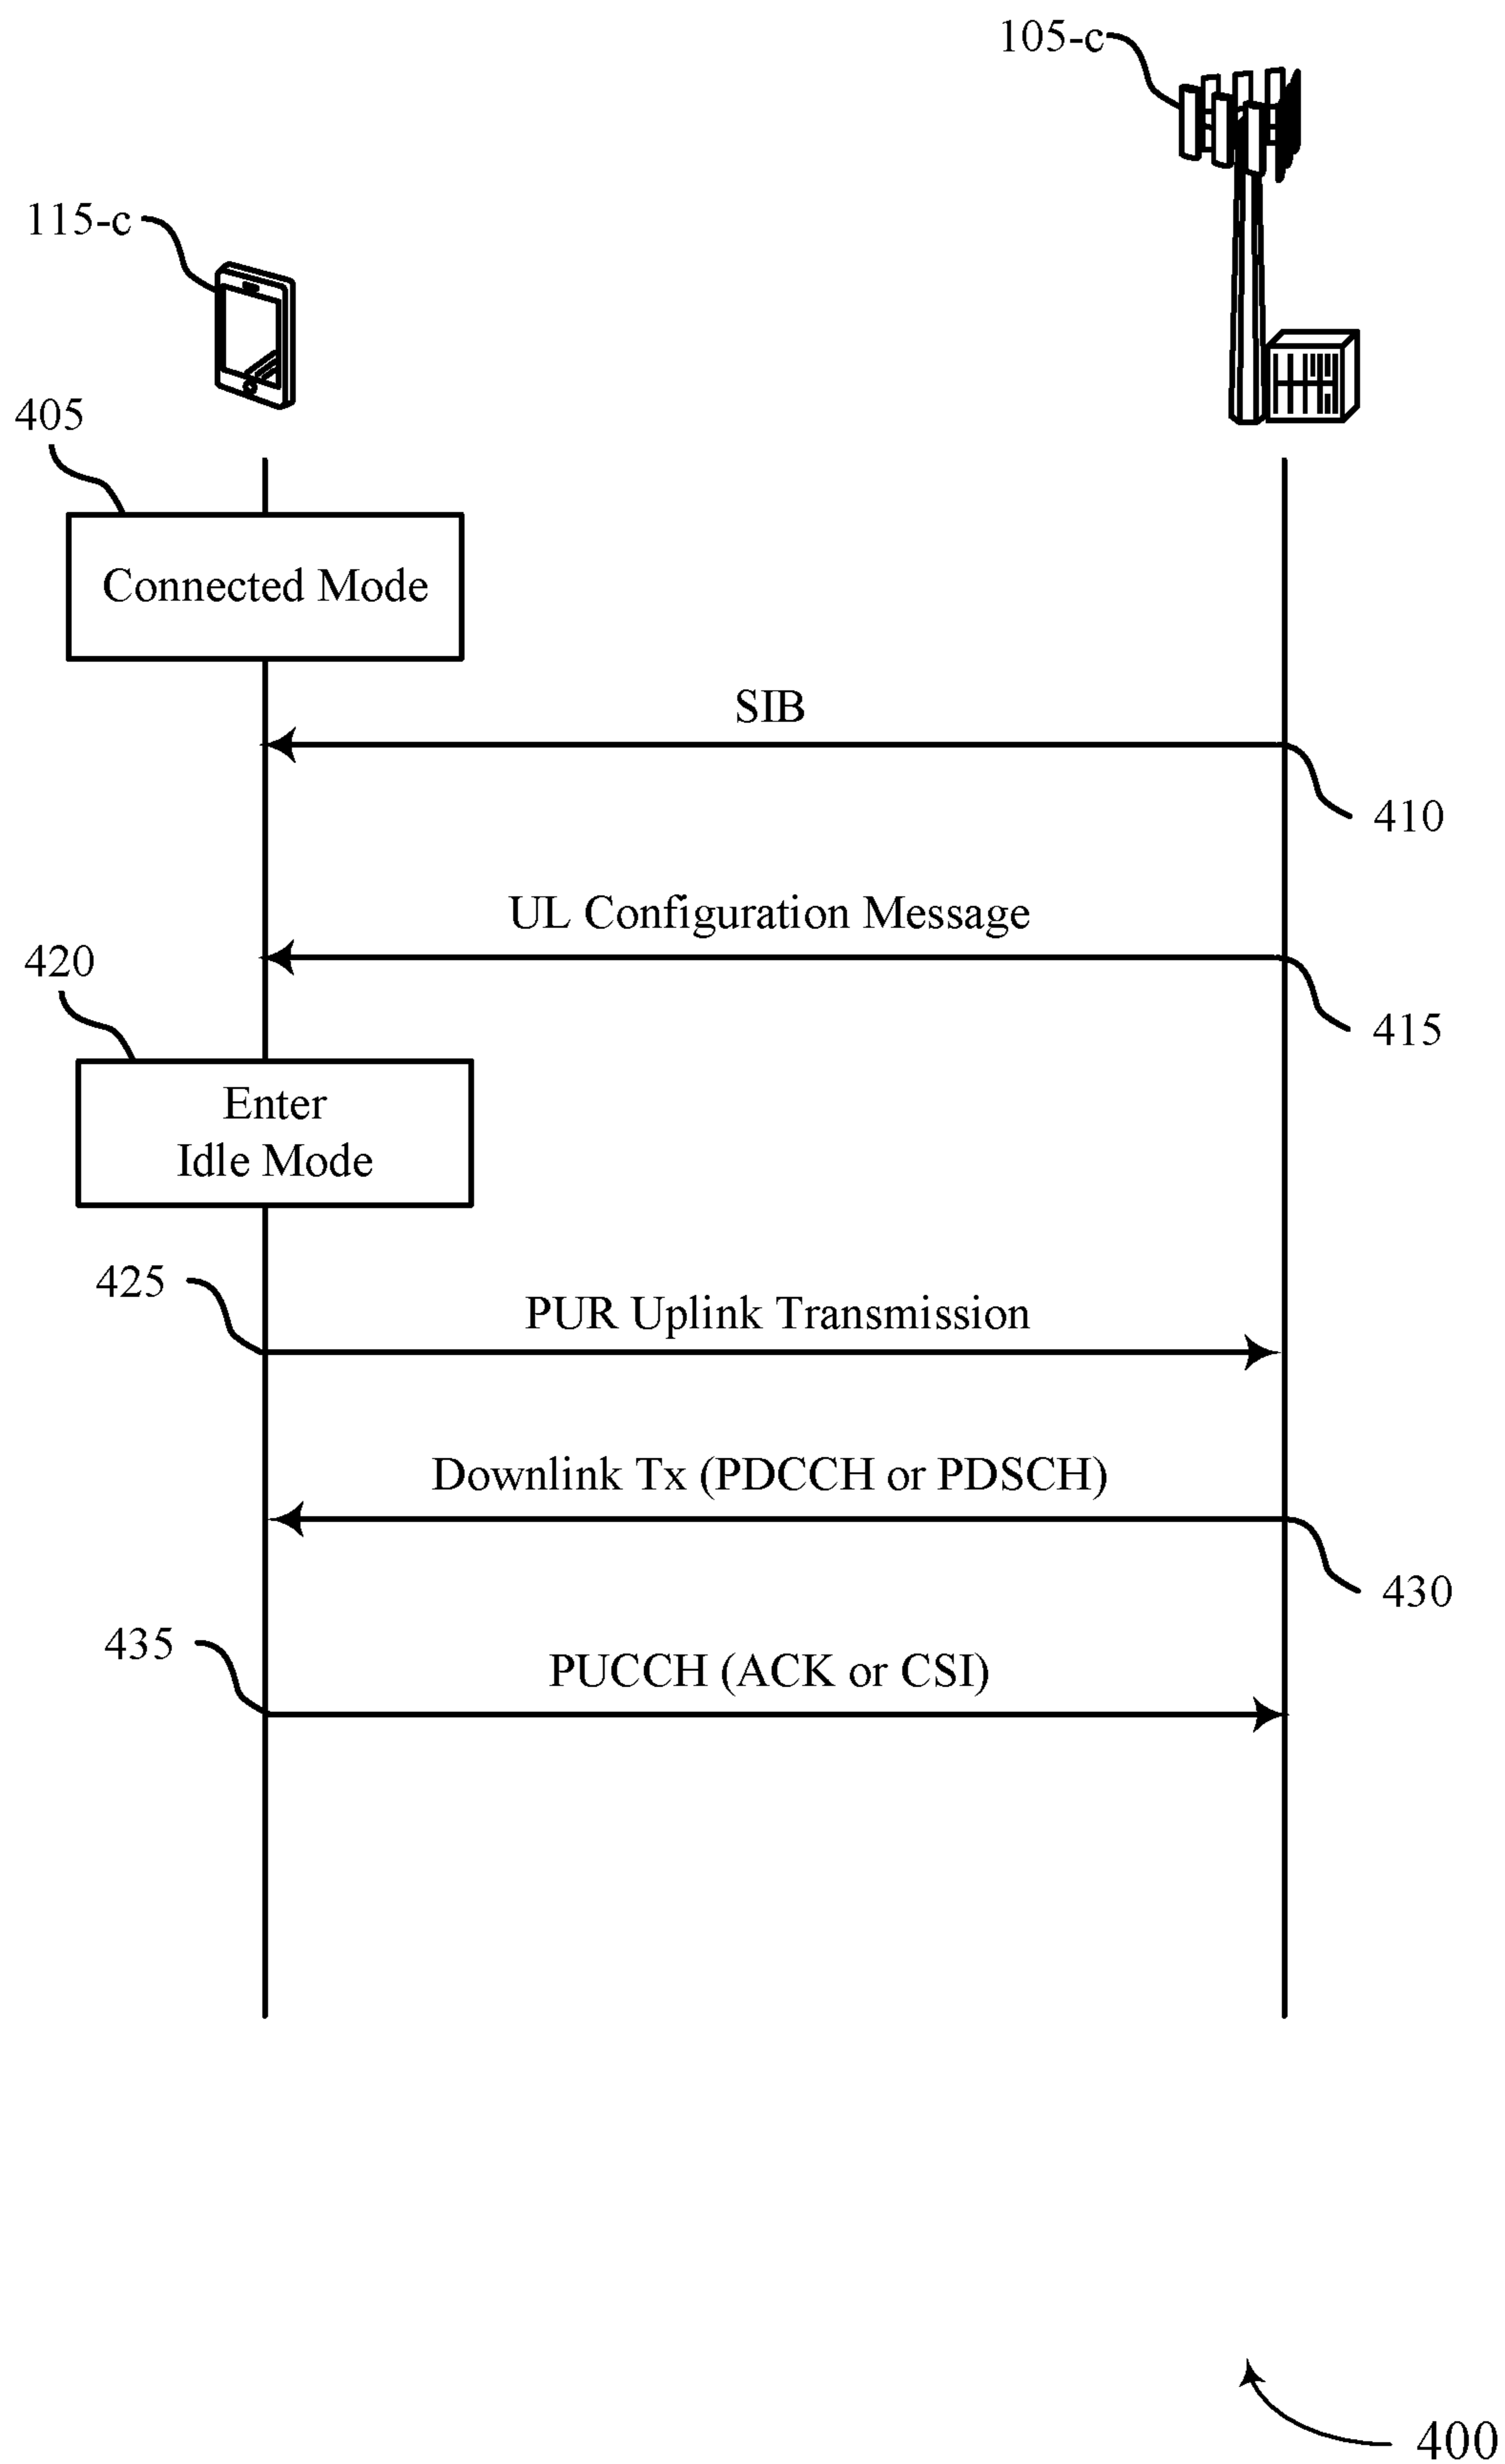 105-c
115-c
405
Connected Mode
SIB
410
UL Configuration Message
415
420
Enter
Idle Mode
425
PUR Uplink Transmission
Downlink Tx (PDCCH or PDSCH)
430
435
PUCCH (ACK or CSI)
400